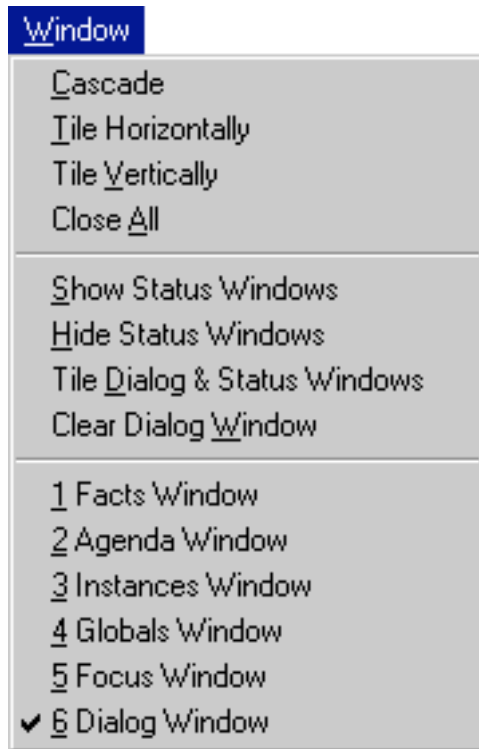 Window
Cascade
Tile Horizontally
Tile Vertically
Close All
Show Status Windows
Hide Status Windows
Tile Dialog & Status Windows
Clear Dialog Window
1 Facts Window
2 Agenda Window
3 Instances Window
4 Globals Window
5 Focus Window
6 Dialog Window